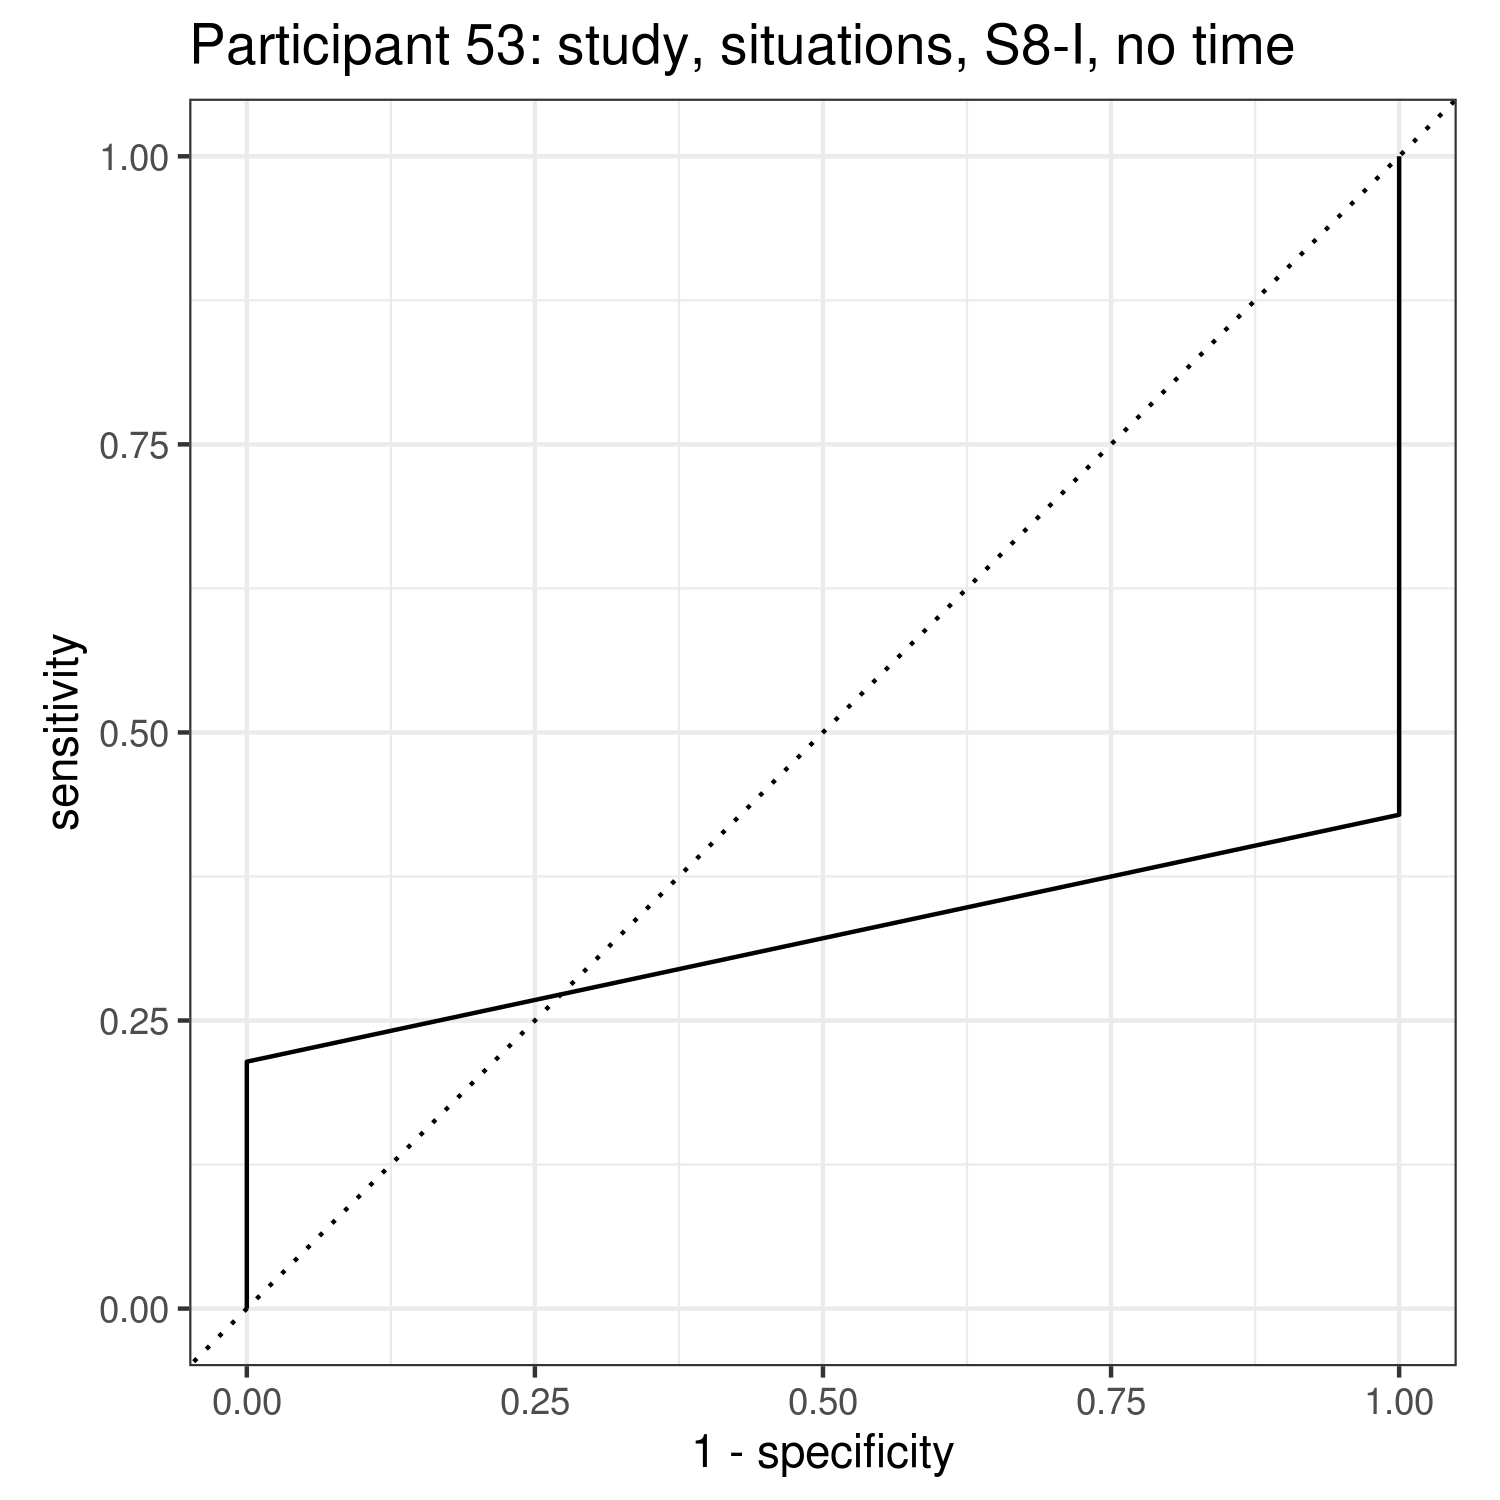 Participant 53: study, situations, S8-I, no time
1.00
0.75
0.50
0.25
0.00
sensitivity
0.00 0.25 0.50 0.75 1.00
1 - specificity